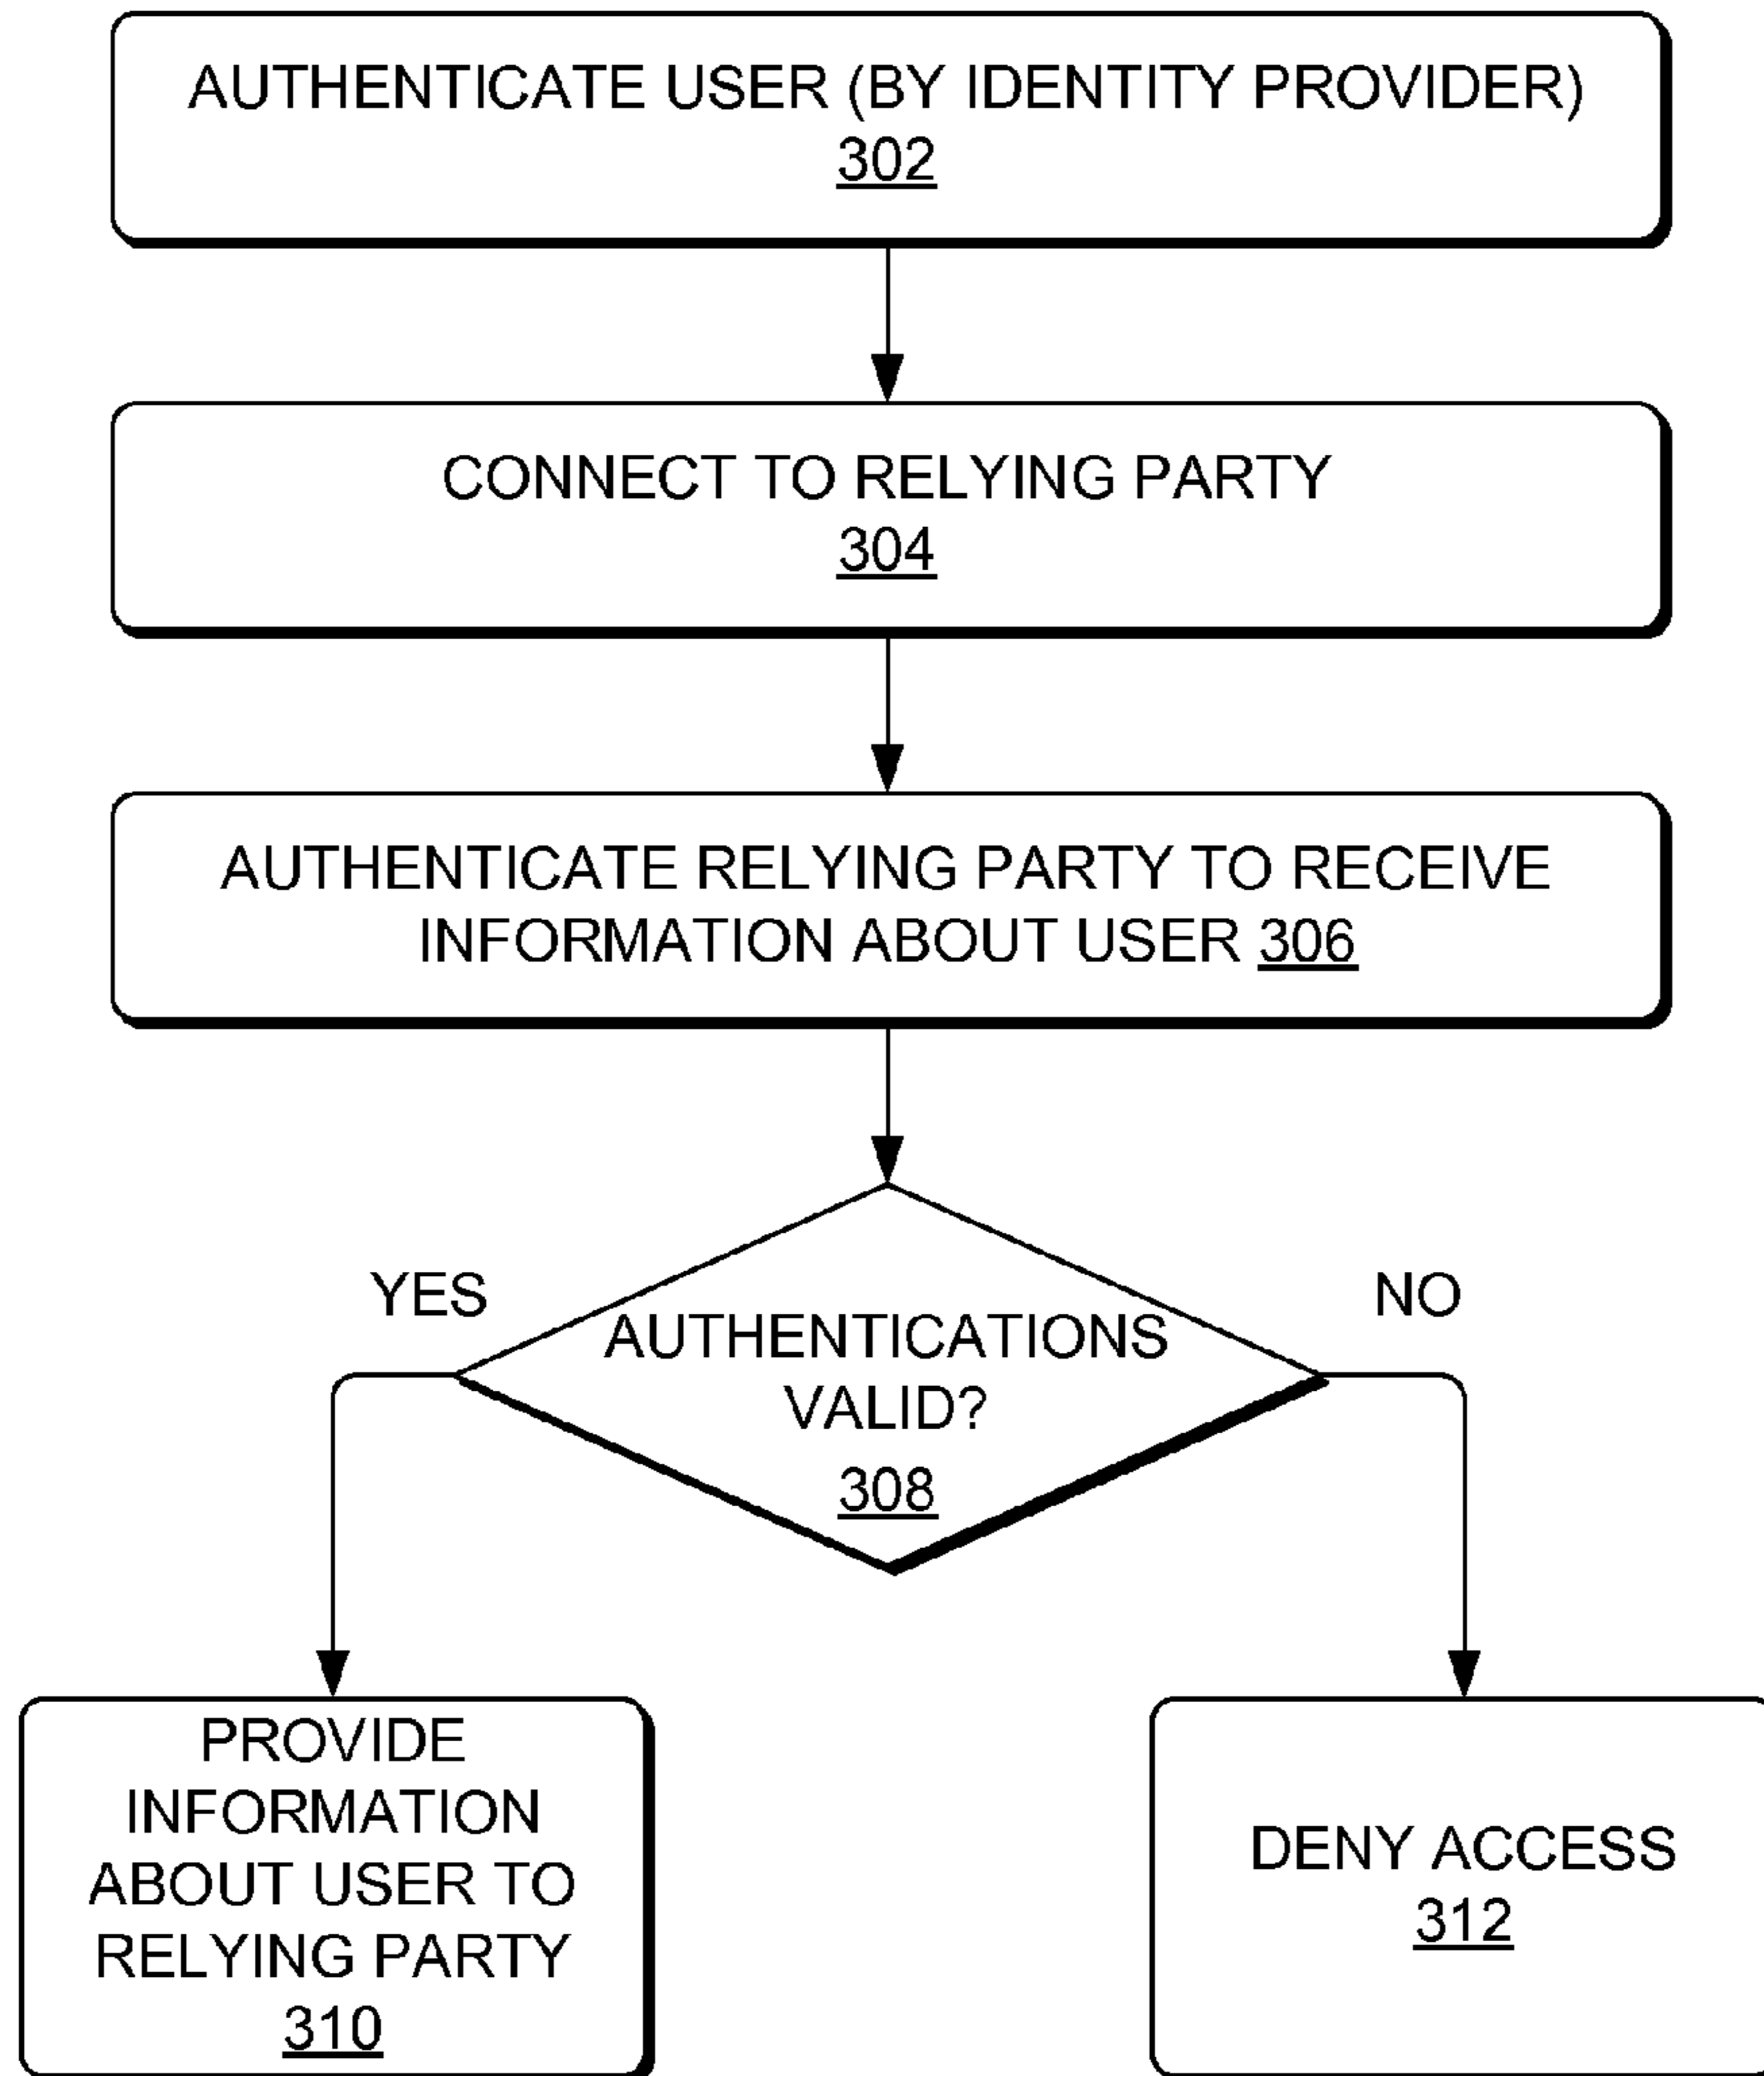 AUTHENTICATE USER (BY IDENTITY PROVIDER)
302
CONNECT TO RELYING PARTY
304
AUTHENTICATE RELYING PARTY TO RECEIVE
INFORMATION ABOUT USER 306
YES
NO
AUTHENTICATIONS
VALID?
308
PROVIDE
INFORMATION
ABOUT USER TO
RELYING PARTY
310
DENY ACCESS
312